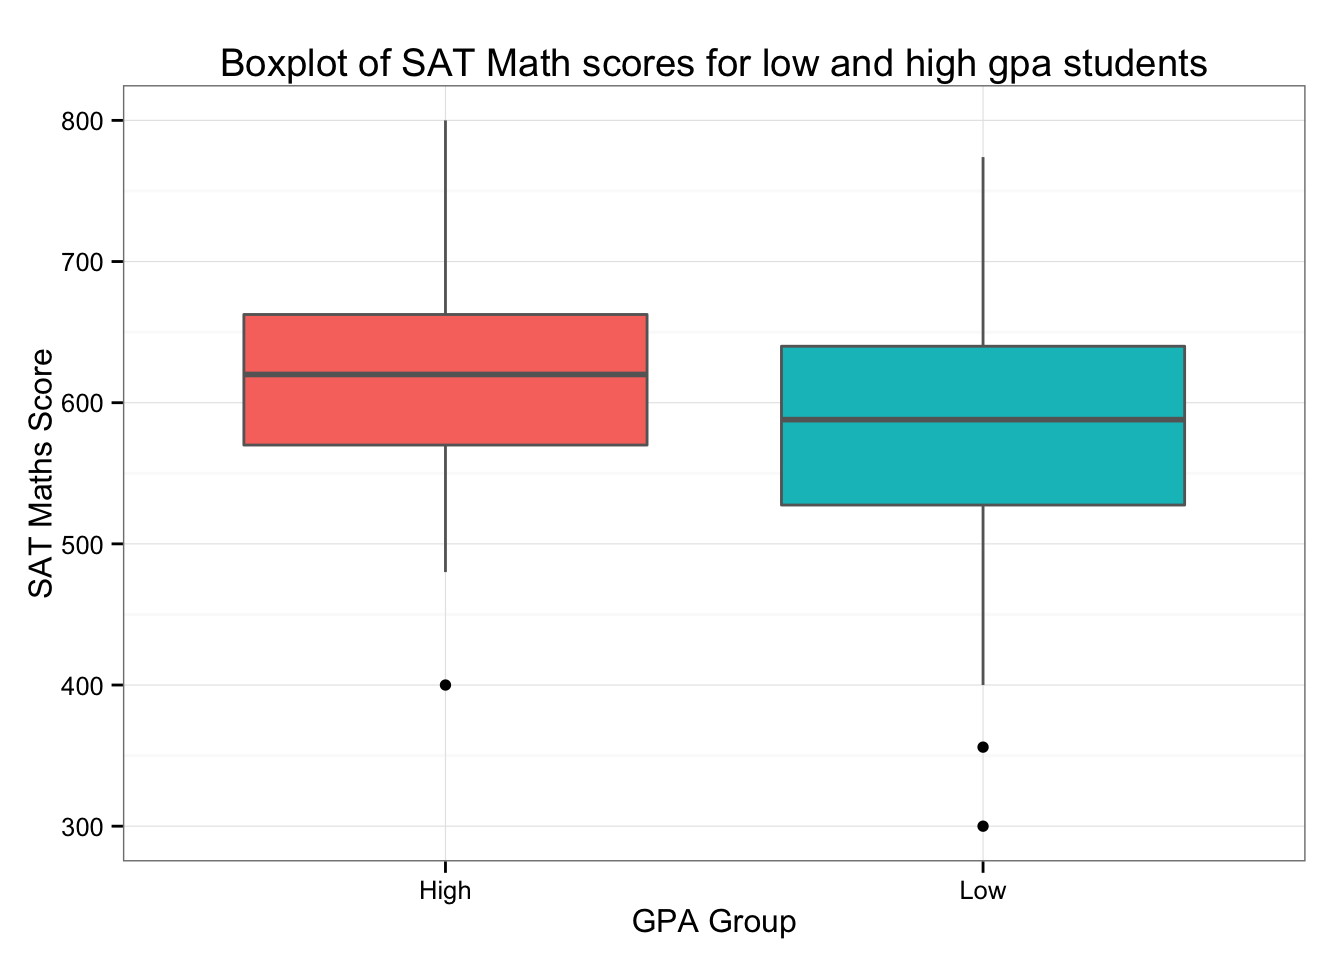 Boxplot of SAT Math scores for low and high gpa students
SAT Maths Score
800
700
600
500
400
300
High
Low
GPA Group